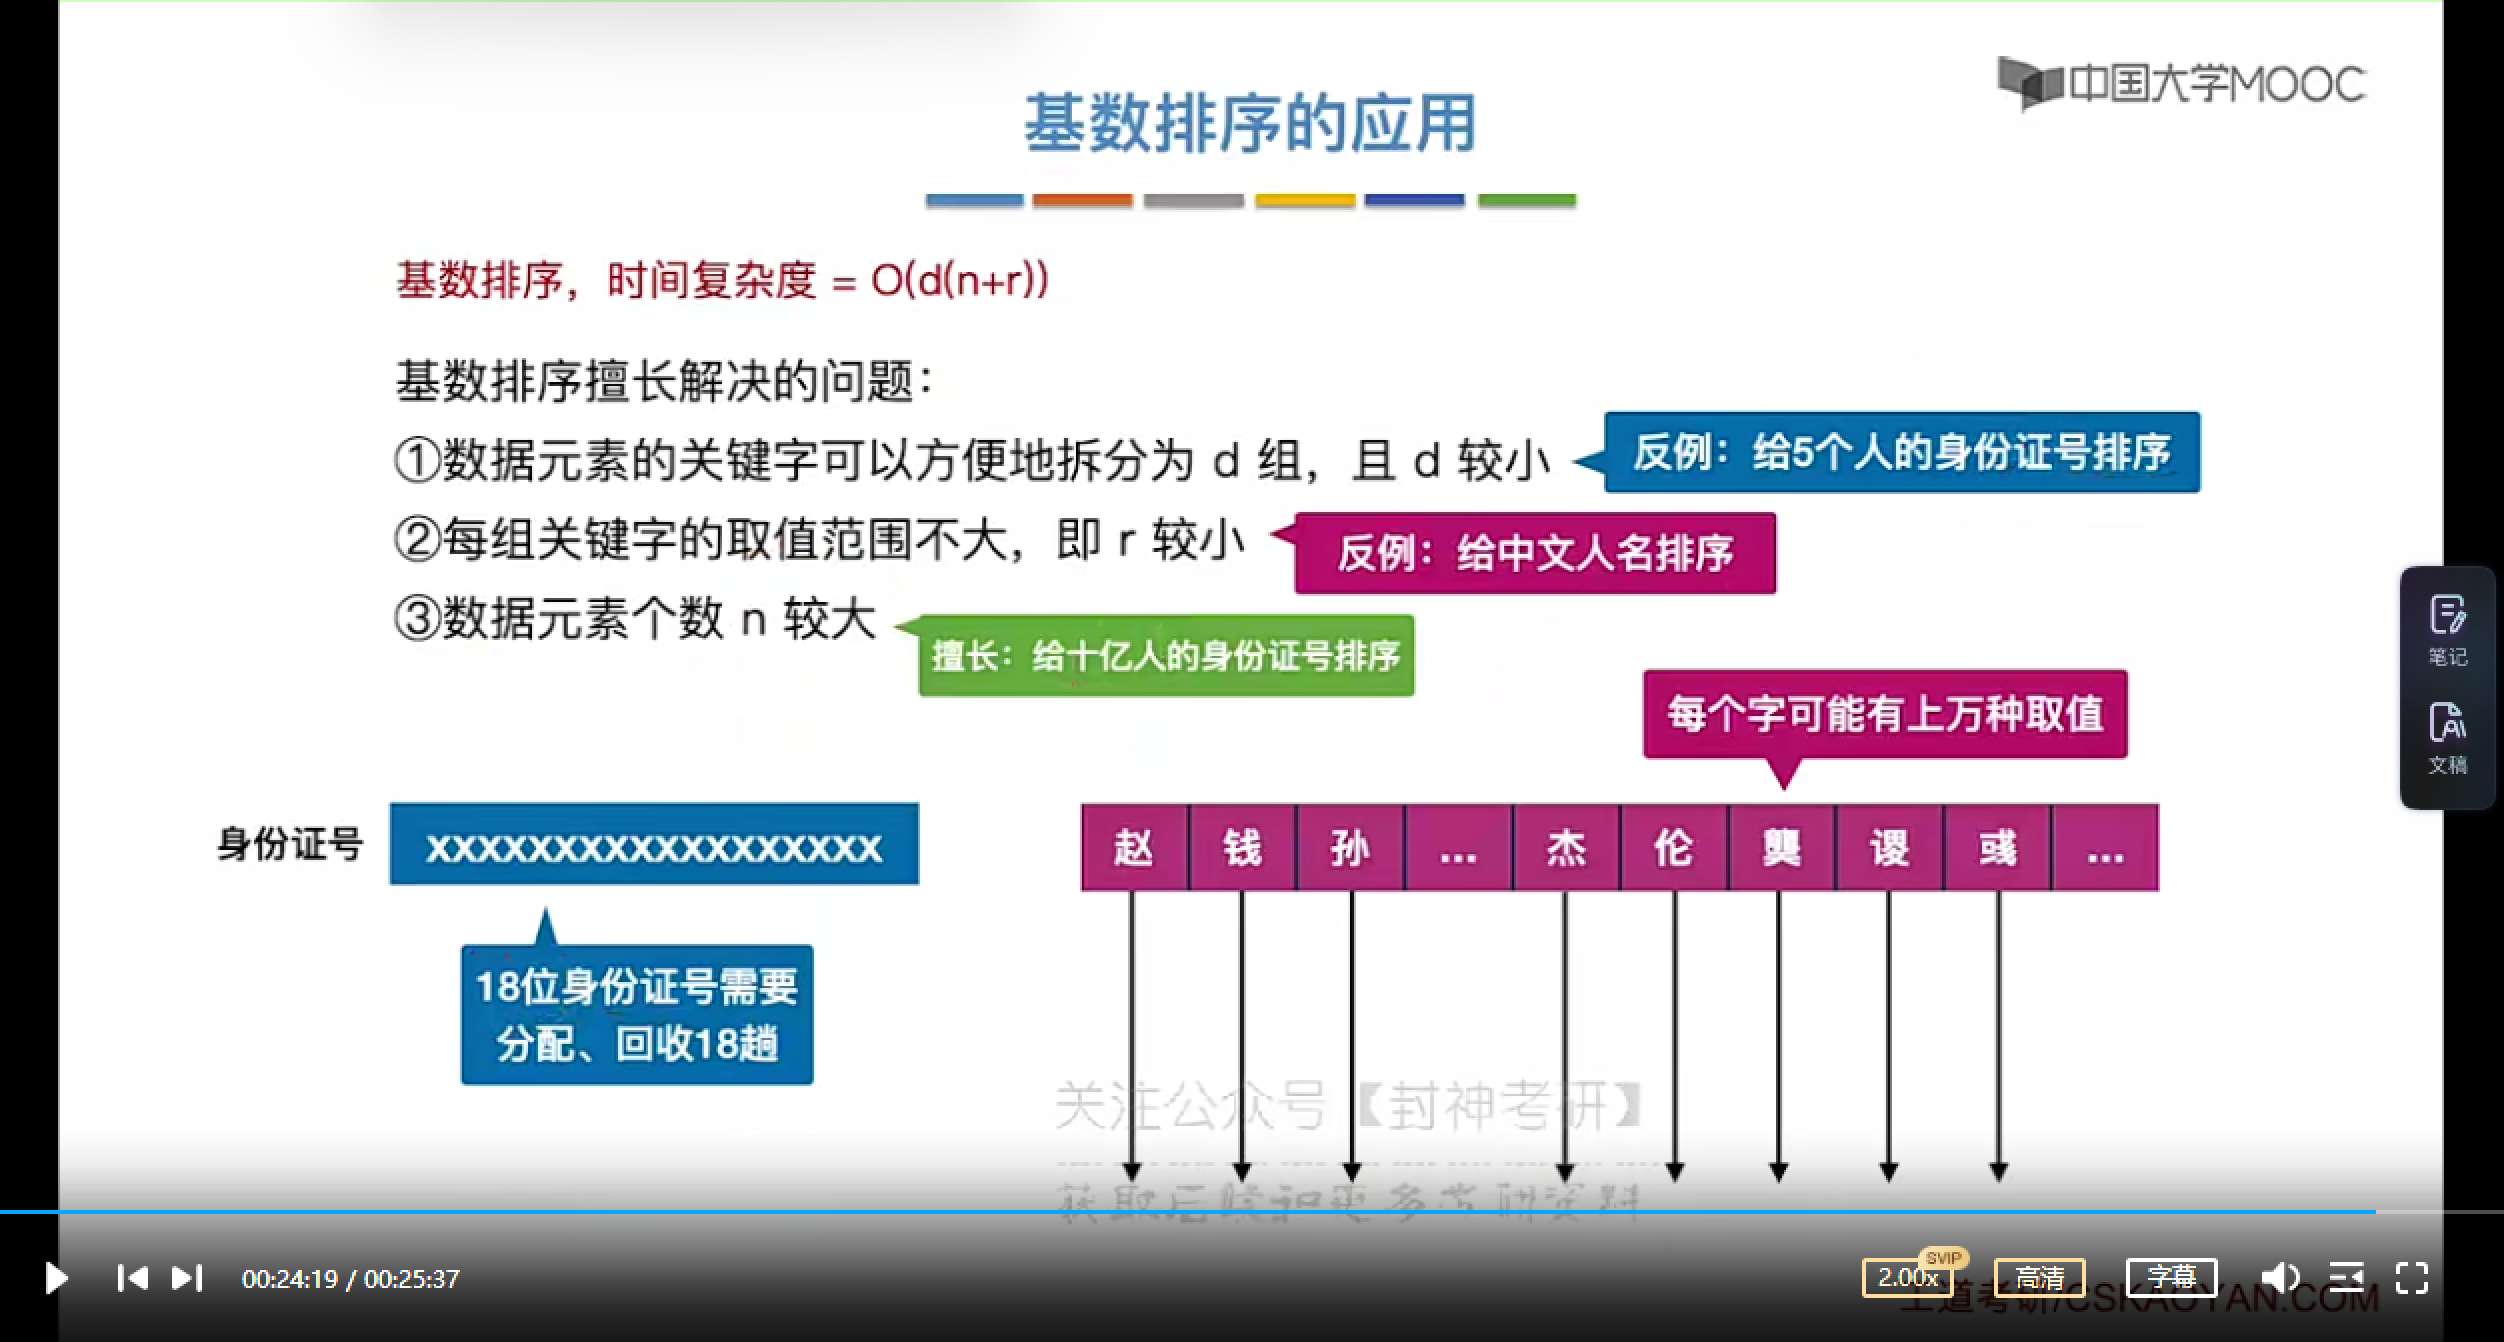 中国大学MOOC
基数排序的应用
基数排序，时间复杂度 = O(d(n+r))
基数排序擅长解决的问题：
①数据元素的关键字可以方便地拆分为 d 组，且 d 较小
反例：给5个人的身份证号排序
②每组关键字的取值范围不大，即 r 较小
反例：给中文人名排序
③数据元素个数 n 较大
擅长：给十亿人的身份证号排序
每个字可能有上万种取值
身份证号
xxxxxxxxxxxxxxxxxx
赵 钱 孙 ... 杰 伦 龑 谡 彧 ...
18位身份证号需要
分配、回收18趟
关注公众号【封神考研】
获取后续和更多考研资料
笔记
文稿
00:24:19 / 00:25:37
2.00x
SVIP
高清
字幕
王道考研/CSKAOYAN.COM